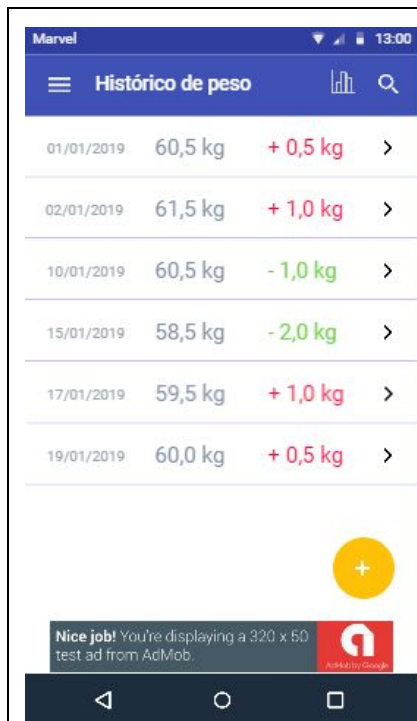 Marvel 13:00
Histórico de peso
01/01/2019 60,5 kg + 0,5 kg
02/01/2019 61,5 kg + 1,0 kg
10/01/2019 60,5 kg - 1,0 kg
15/01/2019 58,5 kg - 2,0 kg
17/01/2019 59,5 kg + 1,0 kg
19/01/2019 60,0 kg + 0,5 kg
+
Nice job! You're displaying a 320 x 50
test ad from AdMob.
AdMob by Google